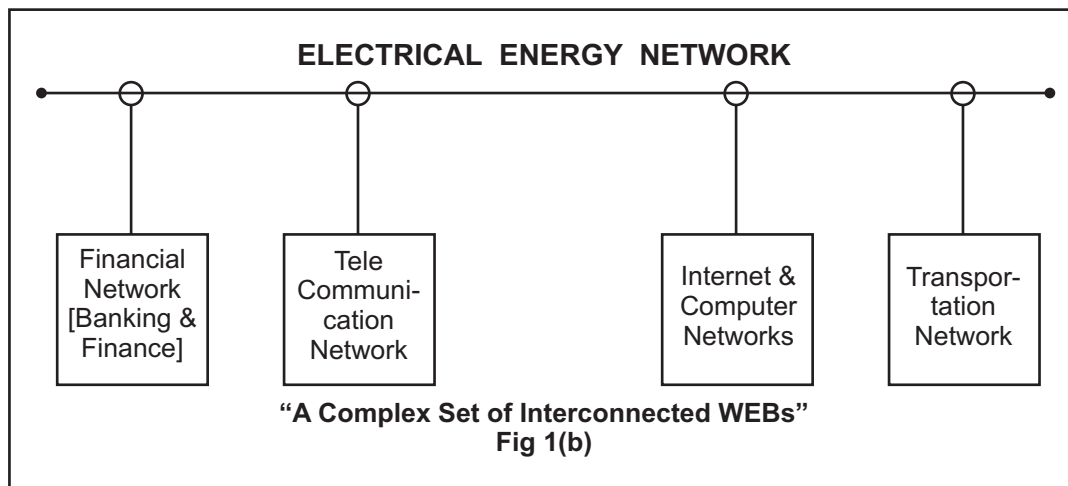 ELECTRICAL ENERGY NETWORK
Financial
Network
[Banking &
Finance]
Tele
Communi-
cation
Network
Internet &
Computer
Networks
Transpor-
tation
Network
“A Complex Set of Interconnected WEBs”
Fig 1(b)